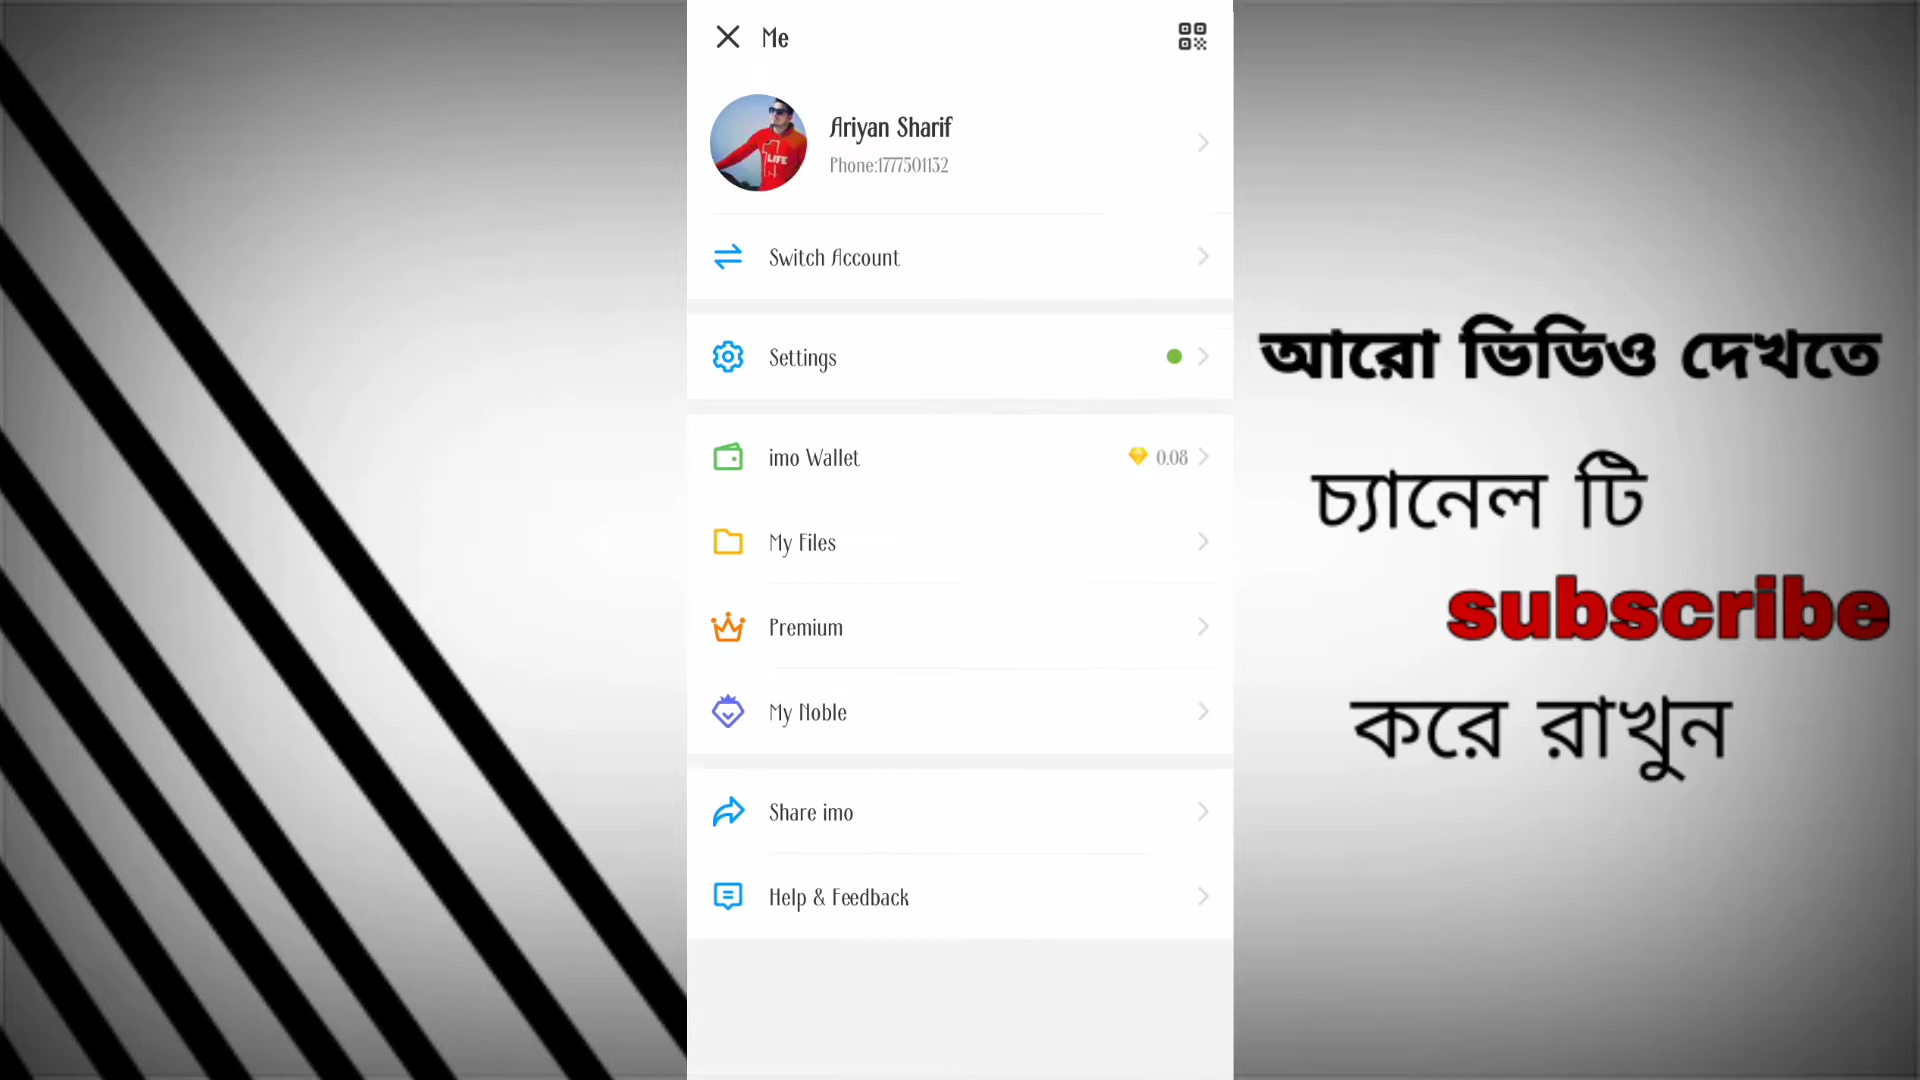 Me
Ariyan Sharif
Phone:1777501132
LIFE
Switch Account
Settings
imo Wallet
0.08
My Files
Premium
My Noble
Share imo
Help & Feedback
আরো ভিডিও দেখতে
চ্যানেল টি
subscribe
করে রাখুন